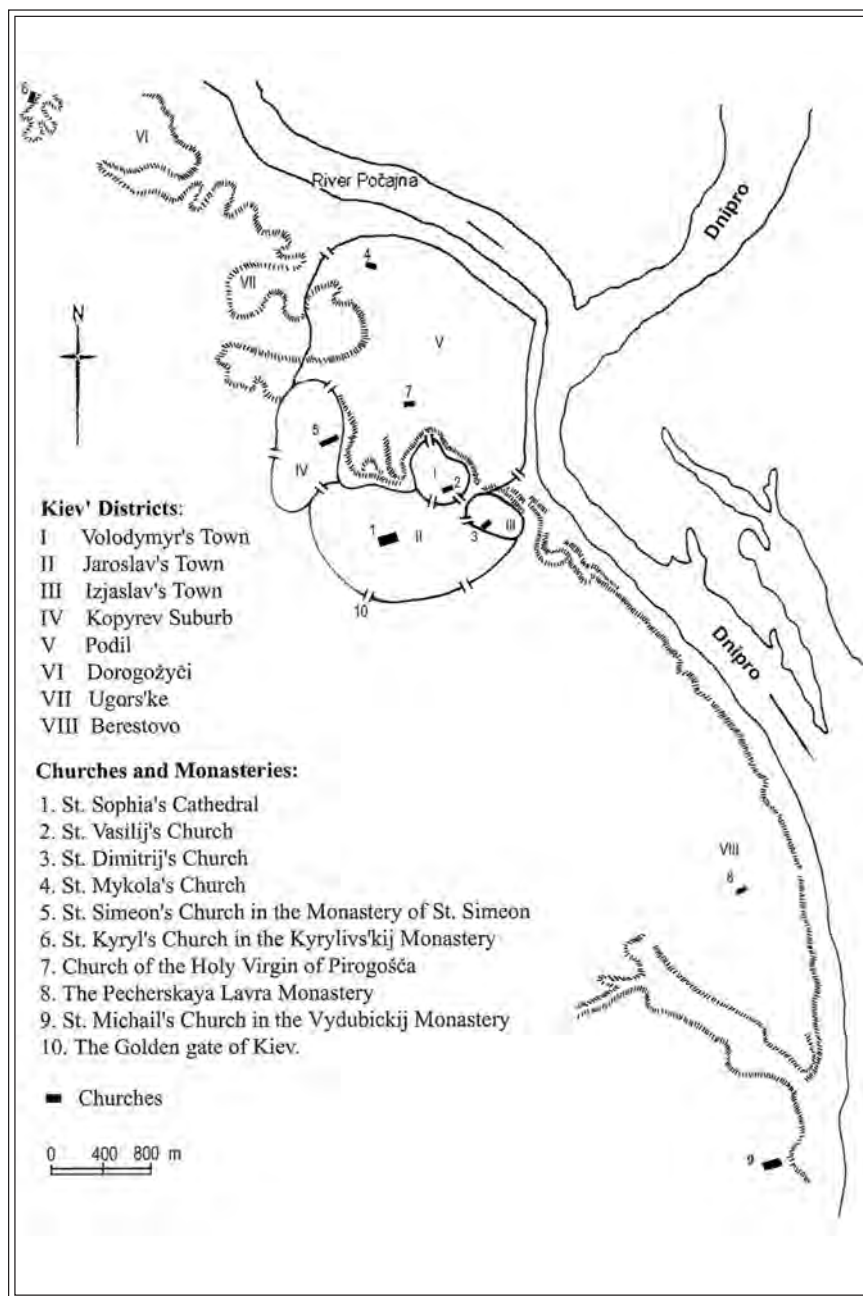 6
VI
River Počajna
Dnipro
4
VII
N
V
7
5
I
IV
2
1
II
3
III
10
Kiev' Districts:
I Volodymyr's Town
II Jaroslav's Town
III Izjaslav's Town
IV Kopyrev Suburb
V Podil
VI Dorogožyči
VII Ugors'ke
VIII Berestovo
Dnipro
Churches and Monasteries:
1. St. Sophia's Cathedral
2. St. Vasilij's Church
3. St. Dimitrij's Church
4. St. Mykola's Church
5. St. Simeon's Church in the Monastery of St. Simeon
6. St. Kyryl's Church in the Kyrylivs'kij Monastery
7. Church of the Holy Virgin of Pirogošča
8. The Pecherskaya Lavra Monastery
9. St. Michail's Church in the Vydubickij Monastery
10. The Golden gate of Kiev.
VIII
8
Churches
0 400 800 m
9